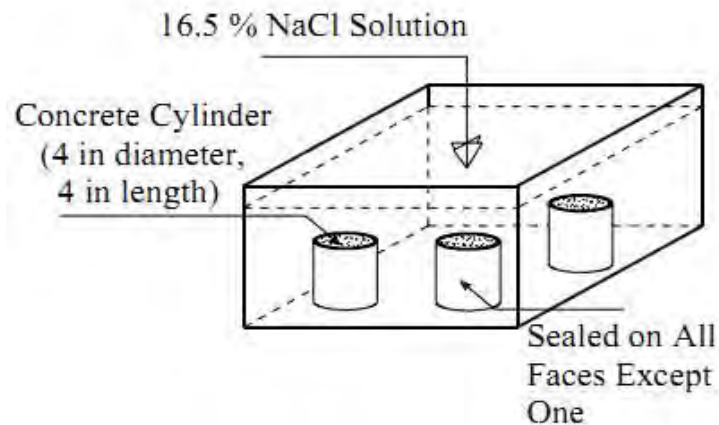 16.5 % NaCl Solution
Concrete Cylinder
(4 in diameter,
4 in length)
Sealed on All
Faces Except
One